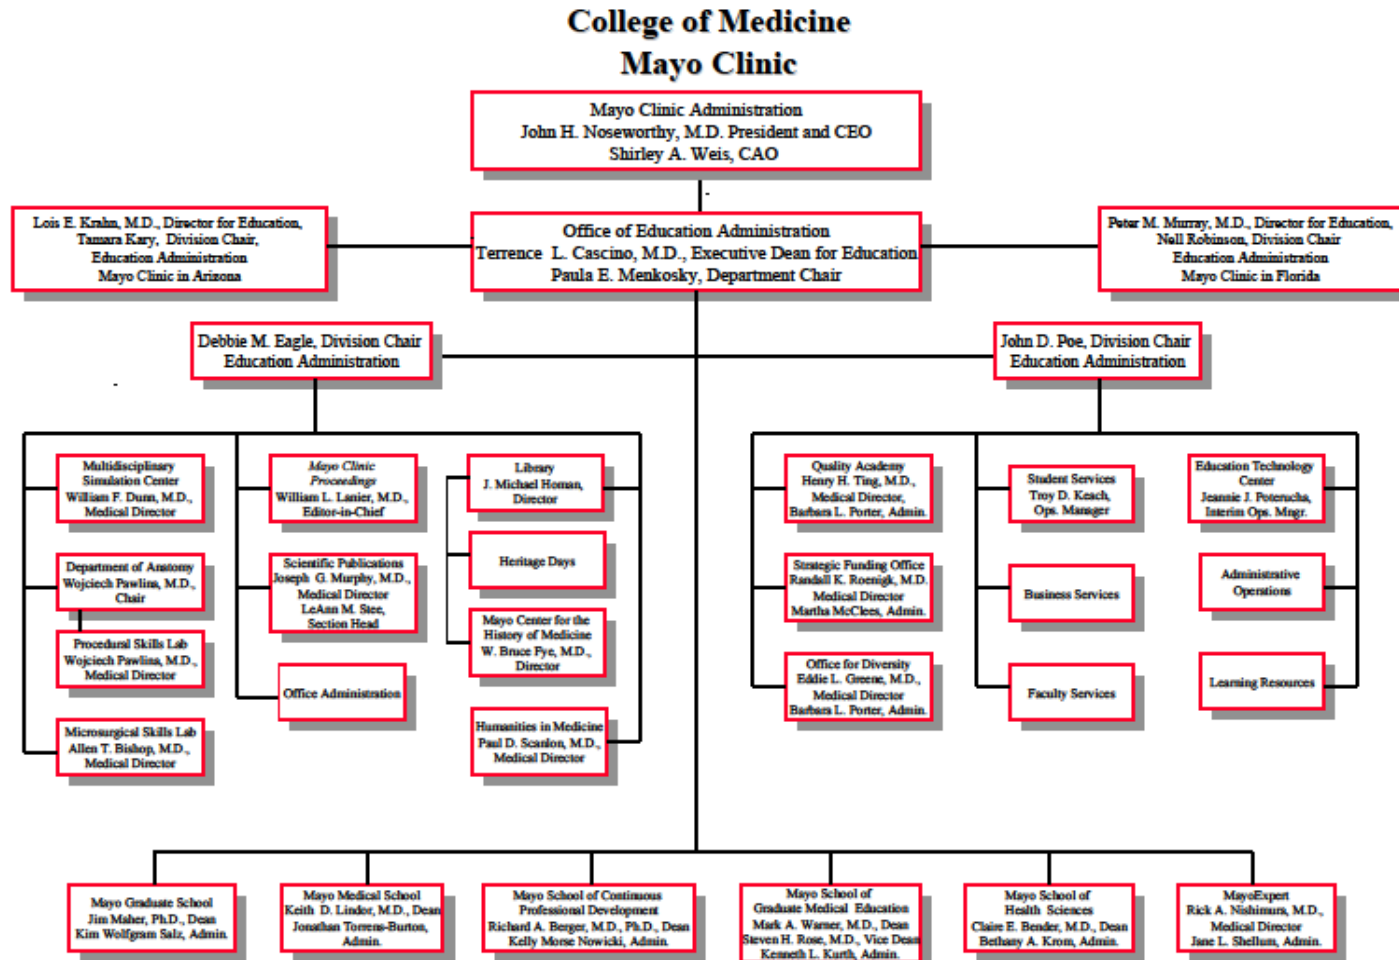 College of Medicine
Mayo Clinic
Mayo Clinic Administration
John H. Noseworthy, M.D. President and CEO
Shirley A. Weis, CAO
Lois E. Krahn, M.D., Director for Education,
Tamara Kary, Division Chair,
Education Administration
Mayo Clinic in Arizona
Office of Education Administration
Terrence L. Cascino, M.D., Executive Dean for Education
Paula E. Menkosky, Department Chair
Peter M. Murray, M.D., Director for Education,
Nell Robinson, Division Chair
Education Administration
Mayo Clinic in Florida
Debbie M. Eagle, Division Chair
Education Administration
John D. Poe, Division Chair
Education Administration
Multidisciplinary
Simulation Center
William F. Dunn, M.D.,
Medical Director
Department of Anatomy
Wojciech Pawlina, M.D.,
Chair
Procedural Skills Lab
Wojciech Pawlina, M.D.,
Medical Director
Microsurgical Skills Lab
Allen T. Bishop, M.D.,
Medical Director
Mayo Clinic
Proceedings
William L. Lanier, M.D.,
Editor-in-Chief
Scientific Publications
Joseph G. Murphy, M.D.,
Medical Director
LeAnn M. Stee,
Section Head
Office Administration
Library
J. Michael Homan,
Director
Heritage Days
Mayo Center for the
History of Medicine
W. Bruce Fye, M.D.,
Director
Humanities in Medicine
Paul D. Scanlon, M.D.,
Medical Director
Quality Academy
Henry H. Ting, M.D.,
Medical Director,
Barbara L. Porter, Admin.
Strategic Funding Office
Randall K. Roenigk, M.D.
Medical Director
Martha McClees, Admin.
Office for Diversity
Eddie L. Greene, M.D.,
Medical Director
Barbara L. Porter, Admin.
Student Services
Troy D. Keach,
Ops. Manager
Business Services
Faculty Services
Education Technology
Center
Jeannie J. Poterucha,
Interim Ops. Mngr.
Administrative
Operations
Learning Resources
Mayo Graduate School
Jim Maher, Ph.D., Dean
Kim Wolfgram Salz, Admin.
Mayo Medical School
Keith D. Lindor, M.D., Dean
Jonathan Torrens-Burton,
Admin.
Mayo School of Continuous
Professional Development
Richard A. Berger, M.D., Ph.D., Dean
Kelly Morse Nowicki, Admin.
Mayo School of
Graduate Medical Education
Mark A. Warner, M.D., Dean
Steven H. Rose, M.D., Vice Dean
Kenneth L. Kurth, Admin.
Mayo School of
Health Sciences
Claire E. Bender, M.D., Dean
Bethany A. Krom, Admin.
MayoExpert
Rick A. Nishimura, M.D.,
Medical Director
Jane L. Shellum, Admin.